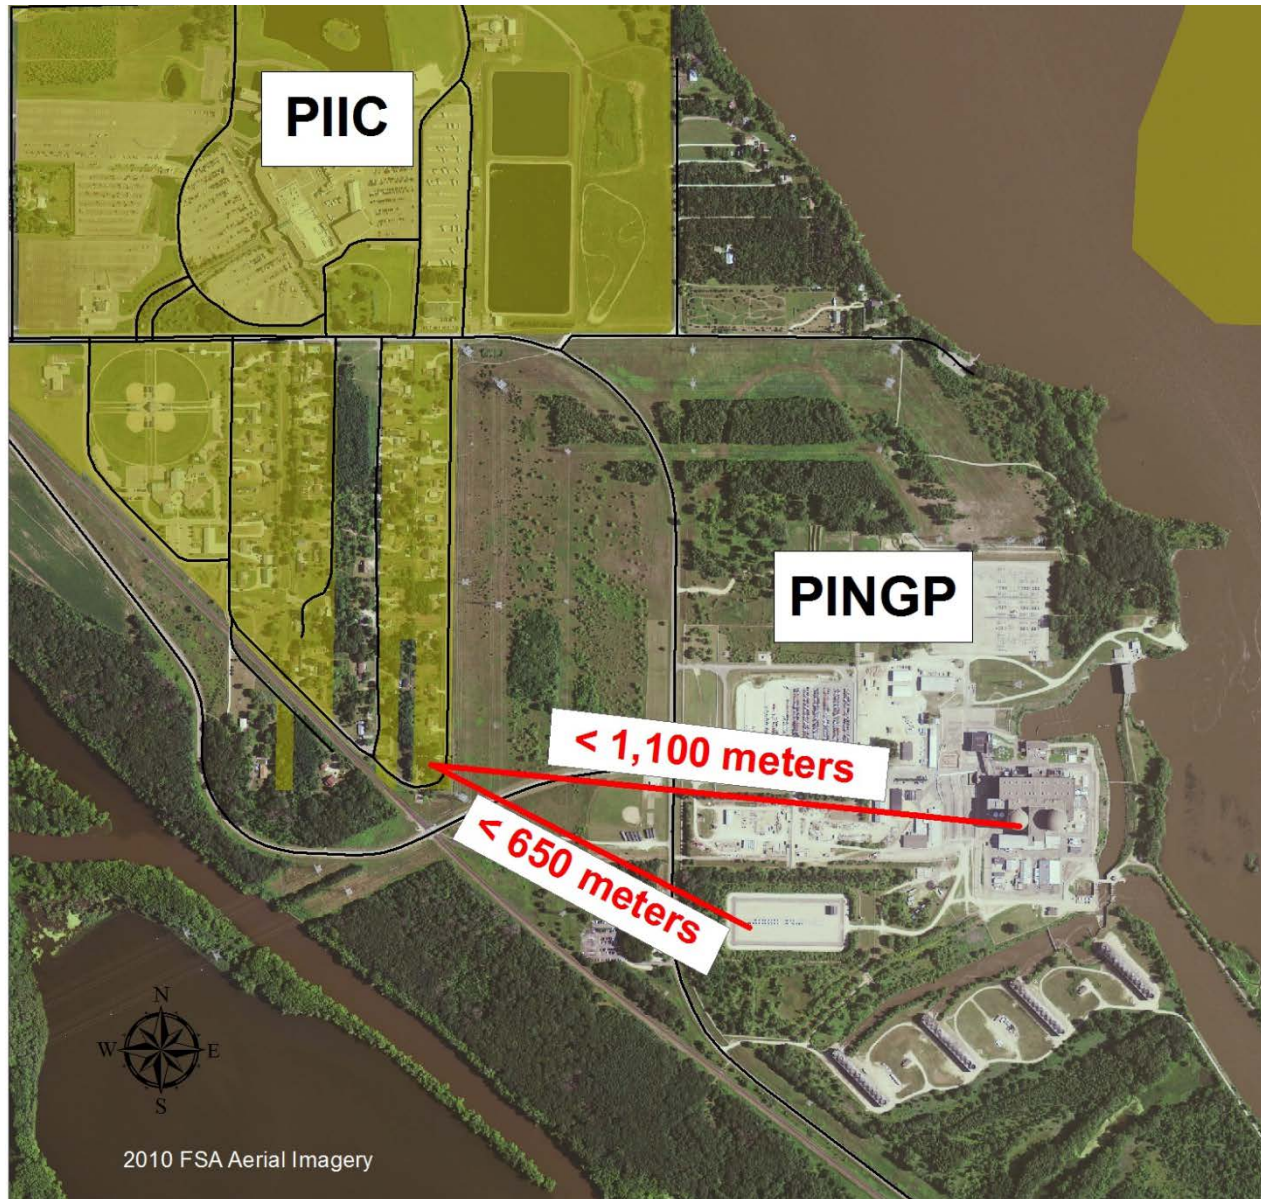 PIIC
PINGP
< 1,100 meters
< 650 meters
N
W E
S
2010 FSA Aerial Imagery